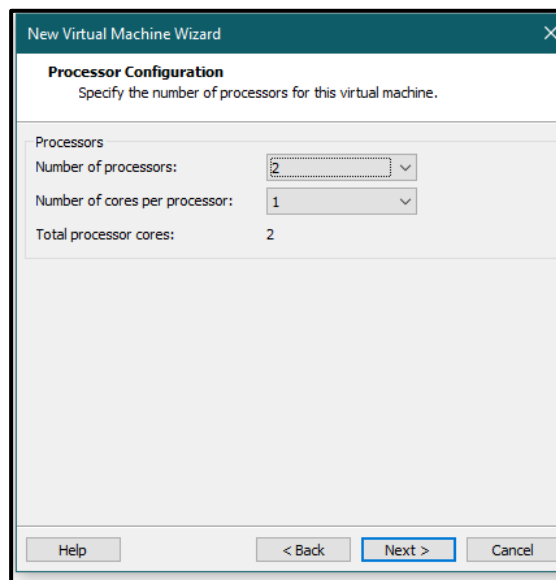 New Virtual Machine Wizard
Processor Configuration
Specify the number of processors for this virtual machine.
Processors
Number of processors: 2
Number of cores per processor: 1
Total processor cores: 2
Help < Back Next > Cancel